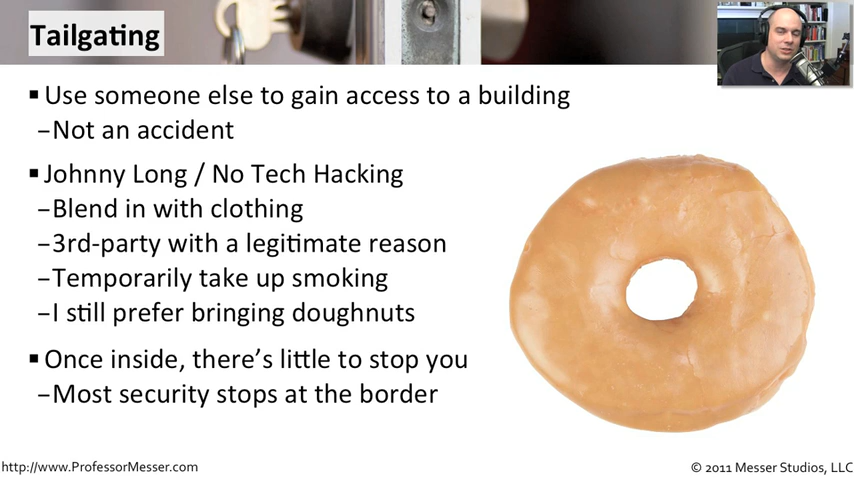 Tailgating
▪ Use someone else to gain access to a building
–Not an accident
▪ Johnny Long / No Tech Hacking
–Blend in with clothing
–3rd-party with a legitimate reason
–Temporarily take up smoking
–I still prefer bringing doughnuts
▪ Once inside, there’s little to stop you
–Most security stops at the border
http://www.ProfessorMesser.com
© 2011 Messer Studios, LLC